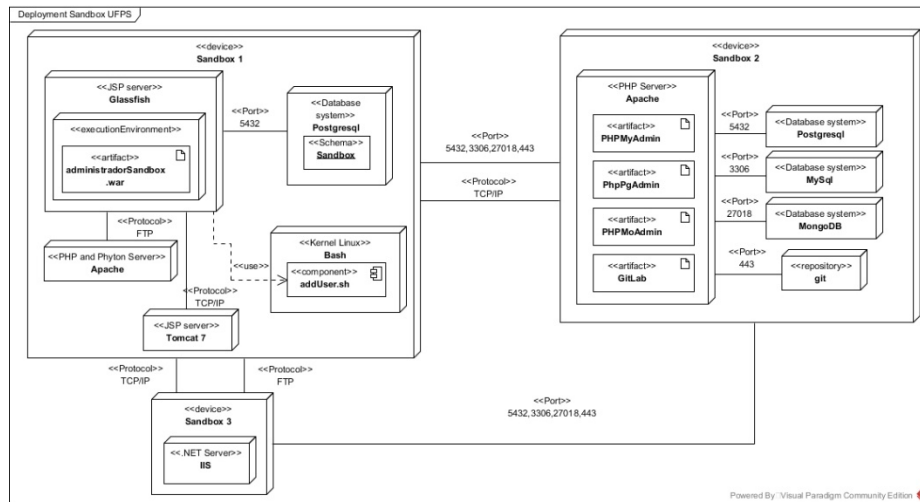 Deployment Sandbox UFPS
<<device>>
Sandbox 1
<<JSP server>>
Glassfish
<<executionEnvironment>>
<<artifact>>
administradorSandbox
.war
<<Port>>
5432
<<Database
system>>
Postgresql
<<Schema>>
Sandbox
<<Protocol>>
FTP
<<PHP and Phyton Server>>
Apache
<<use>>
<<Kernel Linux>>
Bash
<<component>>
addUser.sh
<<Protocol>>
TCP/IP
<<JSP server>>
Tomcat 7
<<Port>>
5432,3306,27018,443
<<Protocol>>
TCP/IP
<<device>>
Sandbox 2
<<PHP Server>>
Apache
<<artifact>>
PHPMyAdmin
<<artifact>>
PhpPgAdmin
<<artifact>>
PHPMoAdmin
<<artifact>>
GitLab
<<Port>>
5432
<<Database system>>
Postgresql
<<Port>>
3306
<<Database system>>
MySql
<<Port>>
27018
<<Database system>>
MongoDB
<<Port>>
443
<<repository>>
git
<<Protocol>>
TCP/IP
<<Protocol>>
FTP
<<device>>
Sandbox 3
<<.NET Server>>
IIS
<<Port>>
5432,3306,27018,443
Powered By Visual Paradigm Community Edition